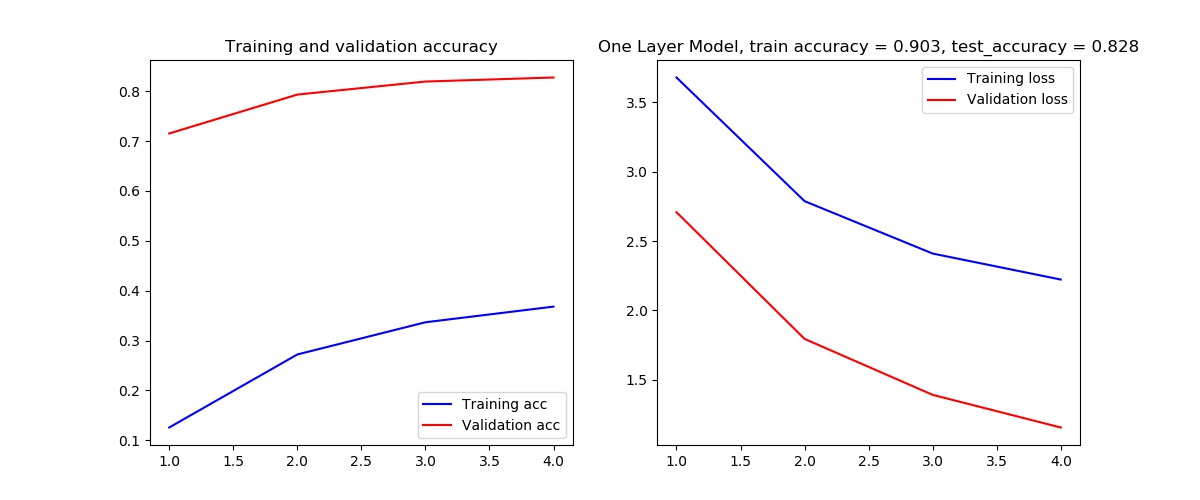 Training and validation accuracy
0.8
0.7
0.6
0.5
0.4
0.3
0.2
0.1
Training acc
Validation acc
1.0 1.5 2.0 2.5 3.0 3.5 4.0
One Layer Model, train accuracy = 0.903, test_accuracy = 0.828
Training loss
Validation loss
3.5
3.0
2.5
2.0
1.5
1.0 1.5 2.0 2.5 3.0 3.5 4.0